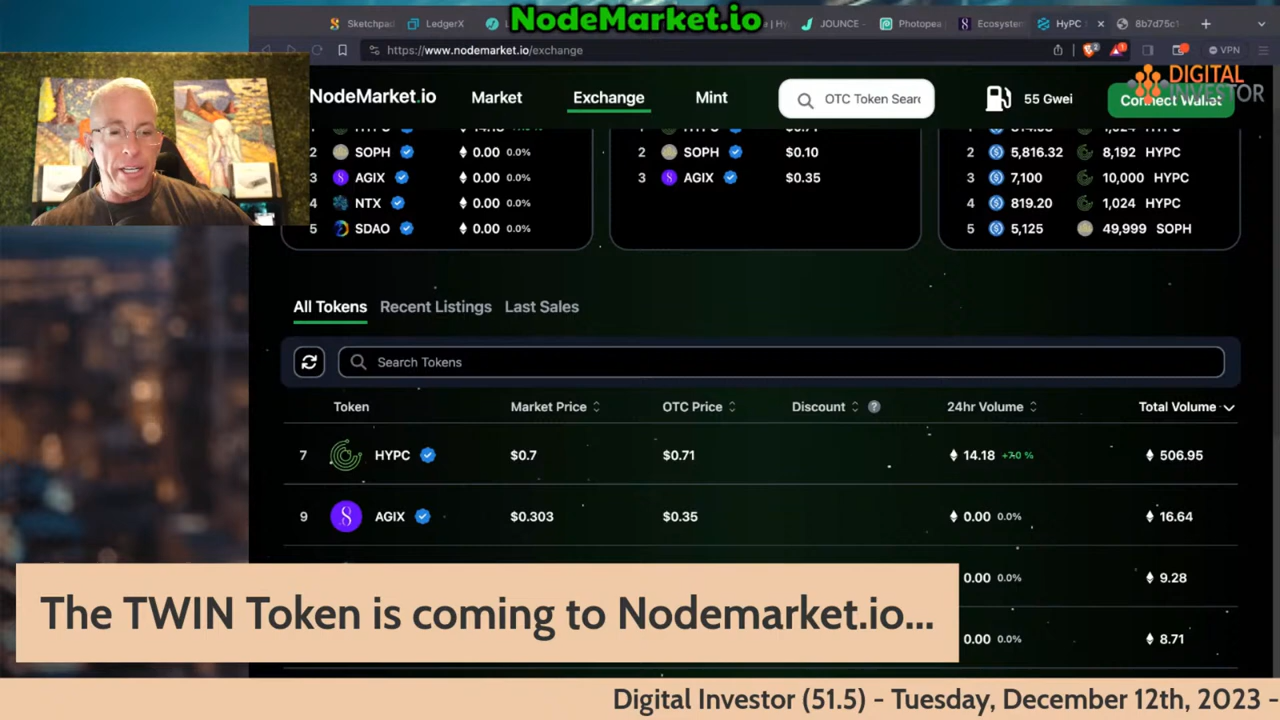 NodeMarket.io
Sketchpad LedgerX JOUNCE - Photopea Ecosystem HyPC 8b7d75c1
https://www.nodemarket.io/exchange VPN
DIGITAL INVESTOR
NodeMarket.io Market Exchange Mint OTC Token Searc 55 Gwei Connect Wallet
2 SOPH 0.00 0.0%
3 AGIX 0.00 0.0%
4 NTX 0.00 0.0%
5 SDAO 0.00 0.0%
2 SOPH $0.10
3 AGIX $0.35
2 5,816.32 8,192 HYPC
3 7,100 10,000 HYPC
4 819.20 1,024 HYPC
5 5,125 49,999 SOPH
All Tokens Recent Listings Last Sales
Search Tokens
Token Market Price OTC Price Discount ? 24hr Volume Total Volume
7 HYPC $0.7 $0.71 14.18 +7.0 % 506.95
9 AGIX $0.303 $0.35 0.00 0.0% 16.64
0.00 0.0% 9.28
0.00 0.0% 8.71
The TWIN Token is coming to Nodemarket.io...
Digital Investor (51.5) - Tuesday, December 12th, 2023 -